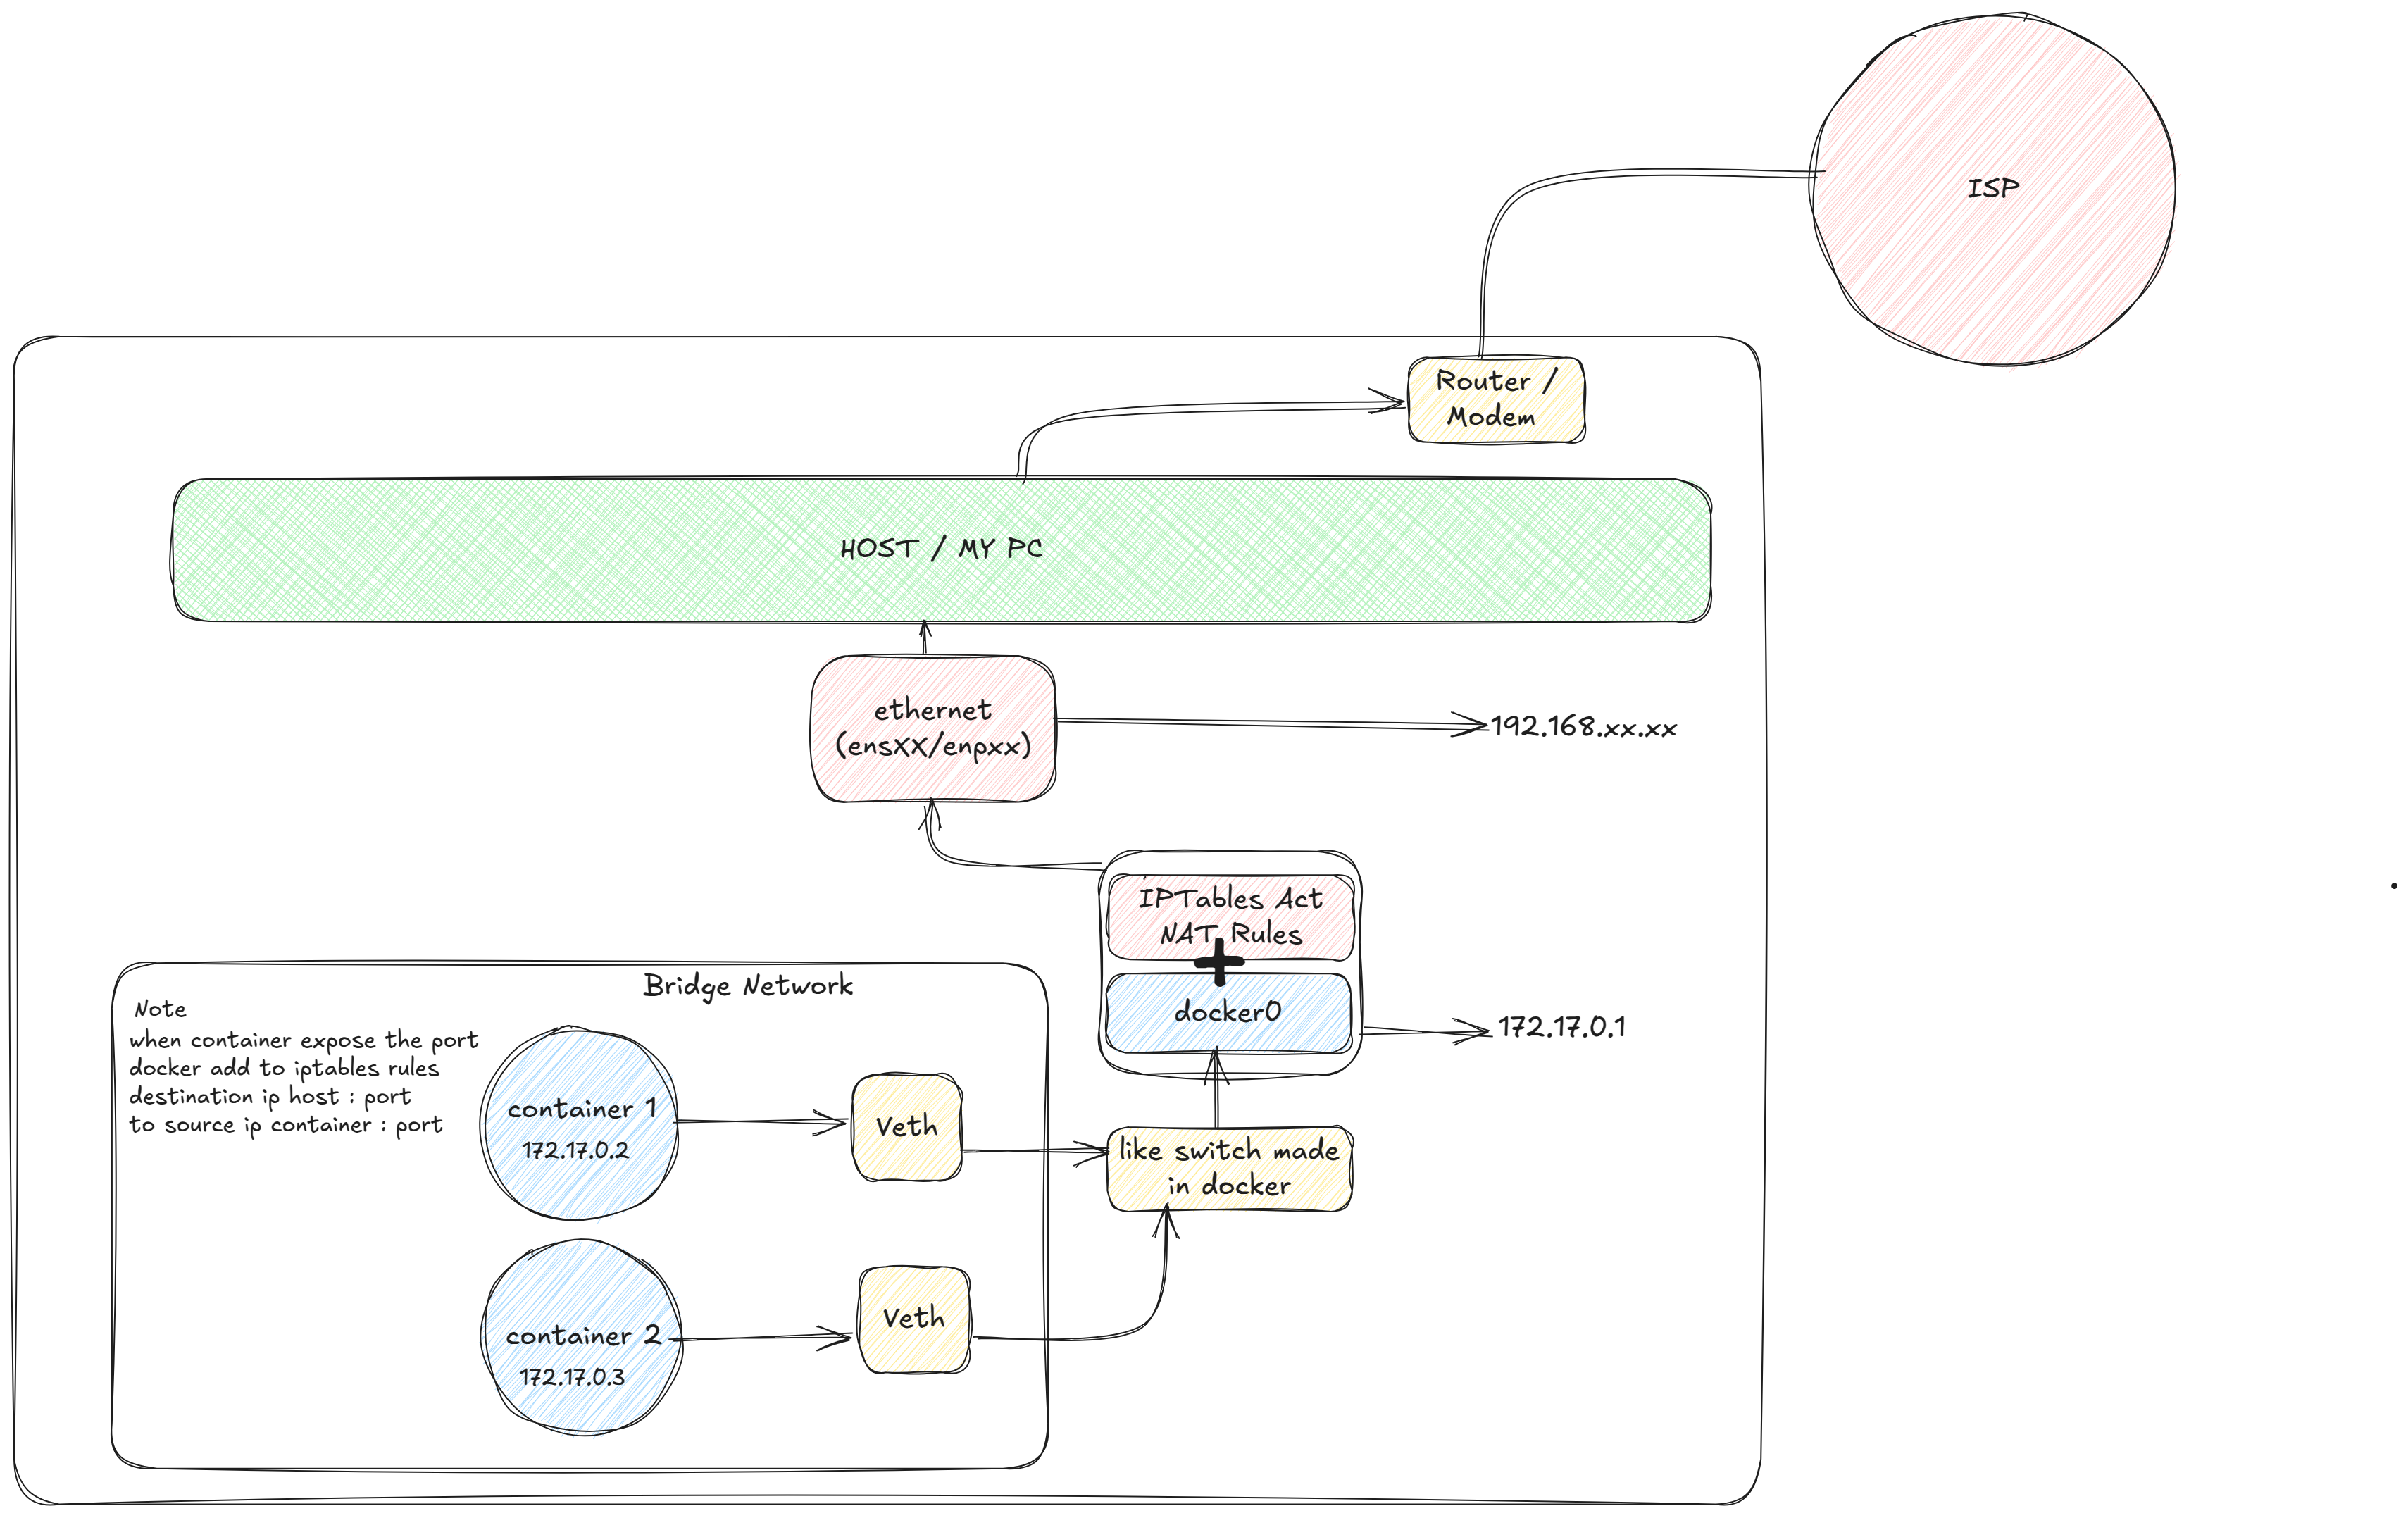 ISP
Router /
Modem
HOST / MY PC
ethernet
(ensXX/enpxx)
192.168.xx.xx
IPTables Act
NAT Rules
docker0
172.17.0.1
Bridge Network
Note
when container expose the port
docker add to iptables rules
destination ip host : port
to source ip container : port
container 1
172.17.0.2
Veth
like switch made
in docker
container 2
172.17.0.3
Veth